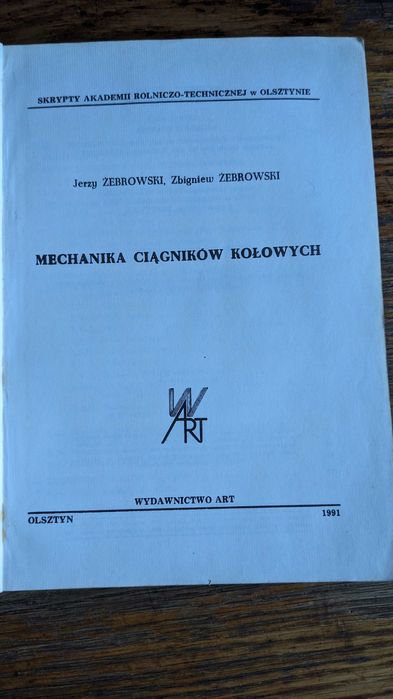 SKRYPTY AKADEMII ROLNICZO-TECHNICZNEJ w OLSZTYNIE
Jerzy ŻEBROWSKI, Zbigniew ŻEBROWSKI
MECHANIKA CIĄGNIKÓW KOŁOWYCH
WART
WYDAWNICTWO ART
OLSZTYN 1991